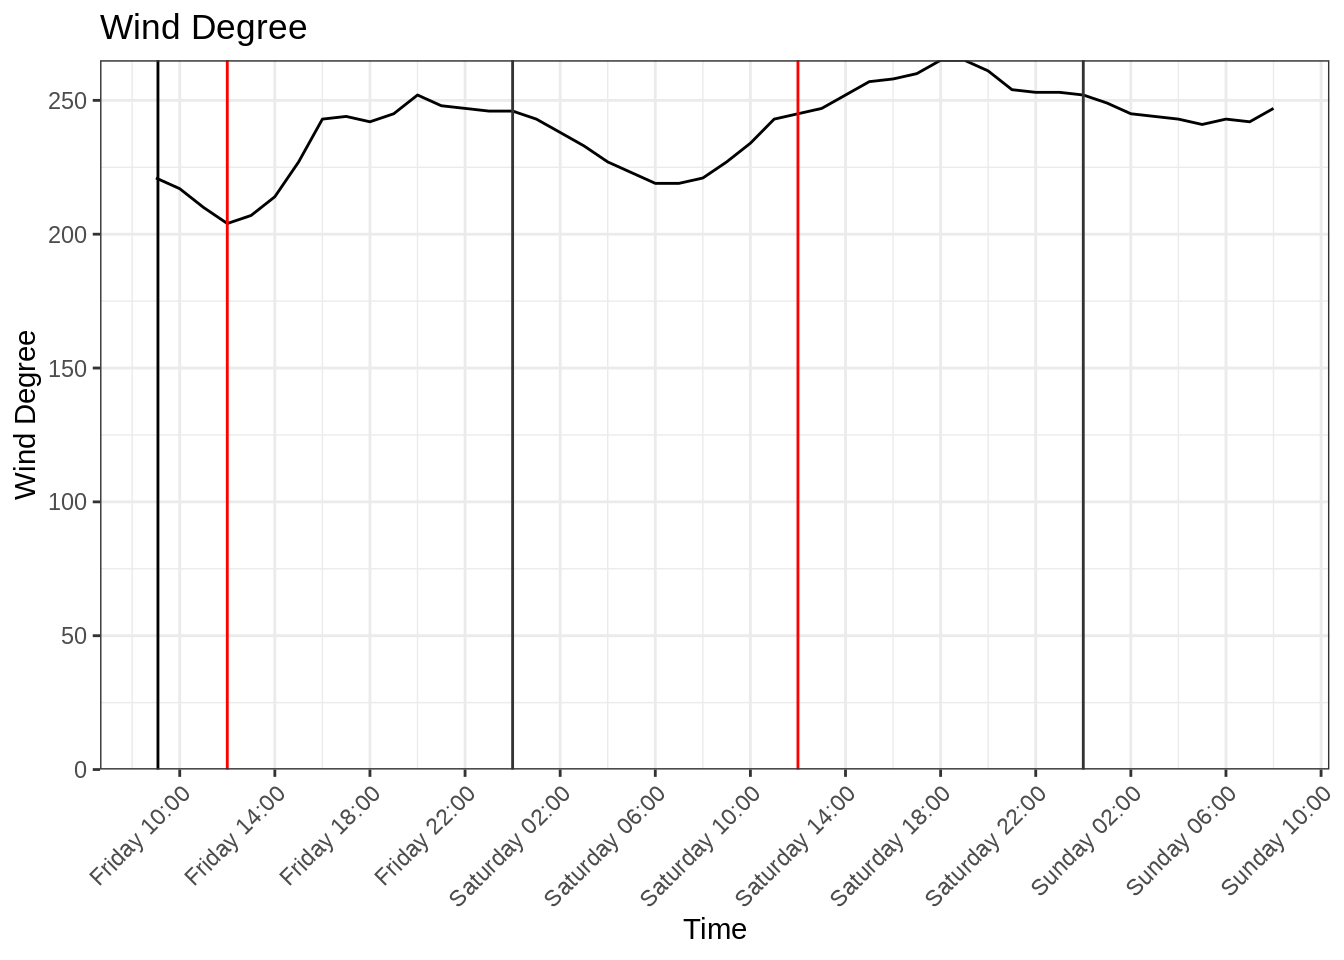 Wind Degree
Wind Degree
250
200
150
100
50
0
Friday 10:00
Friday 14:00
Friday 18:00
Friday 22:00
Saturday 02:00
Saturday 06:00
Saturday 10:00
Saturday 14:00
Saturday 18:00
Saturday 22:00
Sunday 02:00
Sunday 06:00
Sunday 10:00
Time